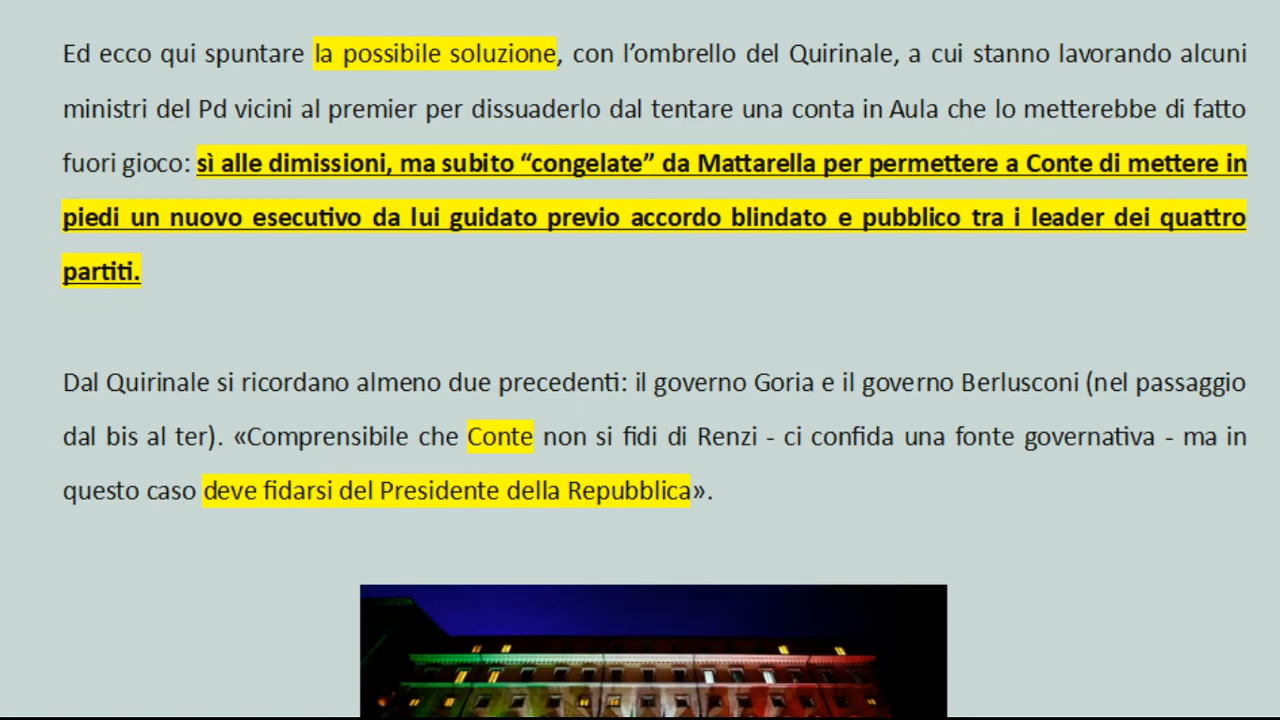 Ed ecco qui spuntare la possibile soluzione, con l’ombrello del Quirinale, a cui stanno lavorando alcuni
ministri del Pd vicini al premier per dissuaderlo dal tentare una conta in Aula che lo metterebbe di fatto
fuori gioco: sì alle dimissioni, ma subito “congelate” da Mattarella per permettere a Conte di mettere in
piedi un nuovo esecutivo da lui guidato previo accordo blindato e pubblico tra i leader dei quattro
partiti.
Dal Quirinale si ricordano almeno due precedenti: il governo Goria e il governo Berlusconi (nel passaggio
dal bis al ter). «Comprensibile che Conte non si fidi di Renzi - ci confida una fonte governativa - ma in
questo caso deve fidarsi del Presidente della Repubblica».